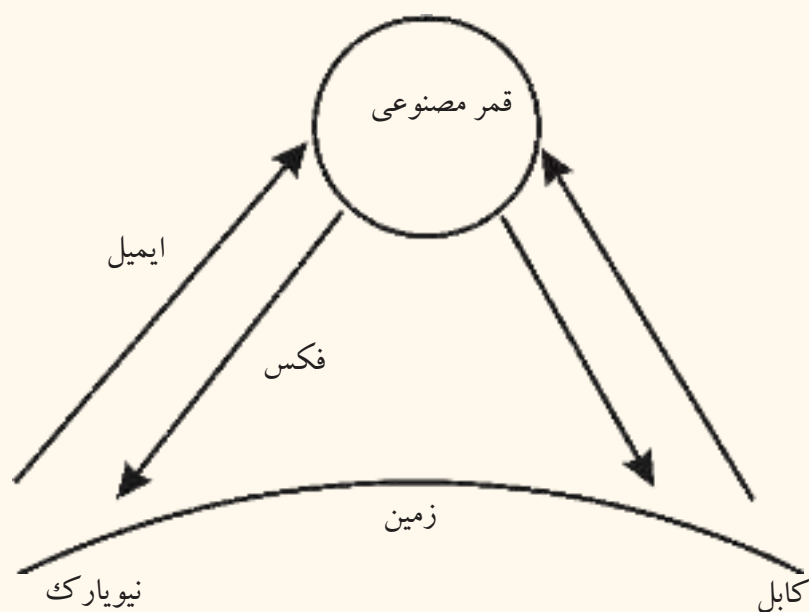 قمر مصنوعی
ایمیل
فکس
زمین
کابل
نیویارک